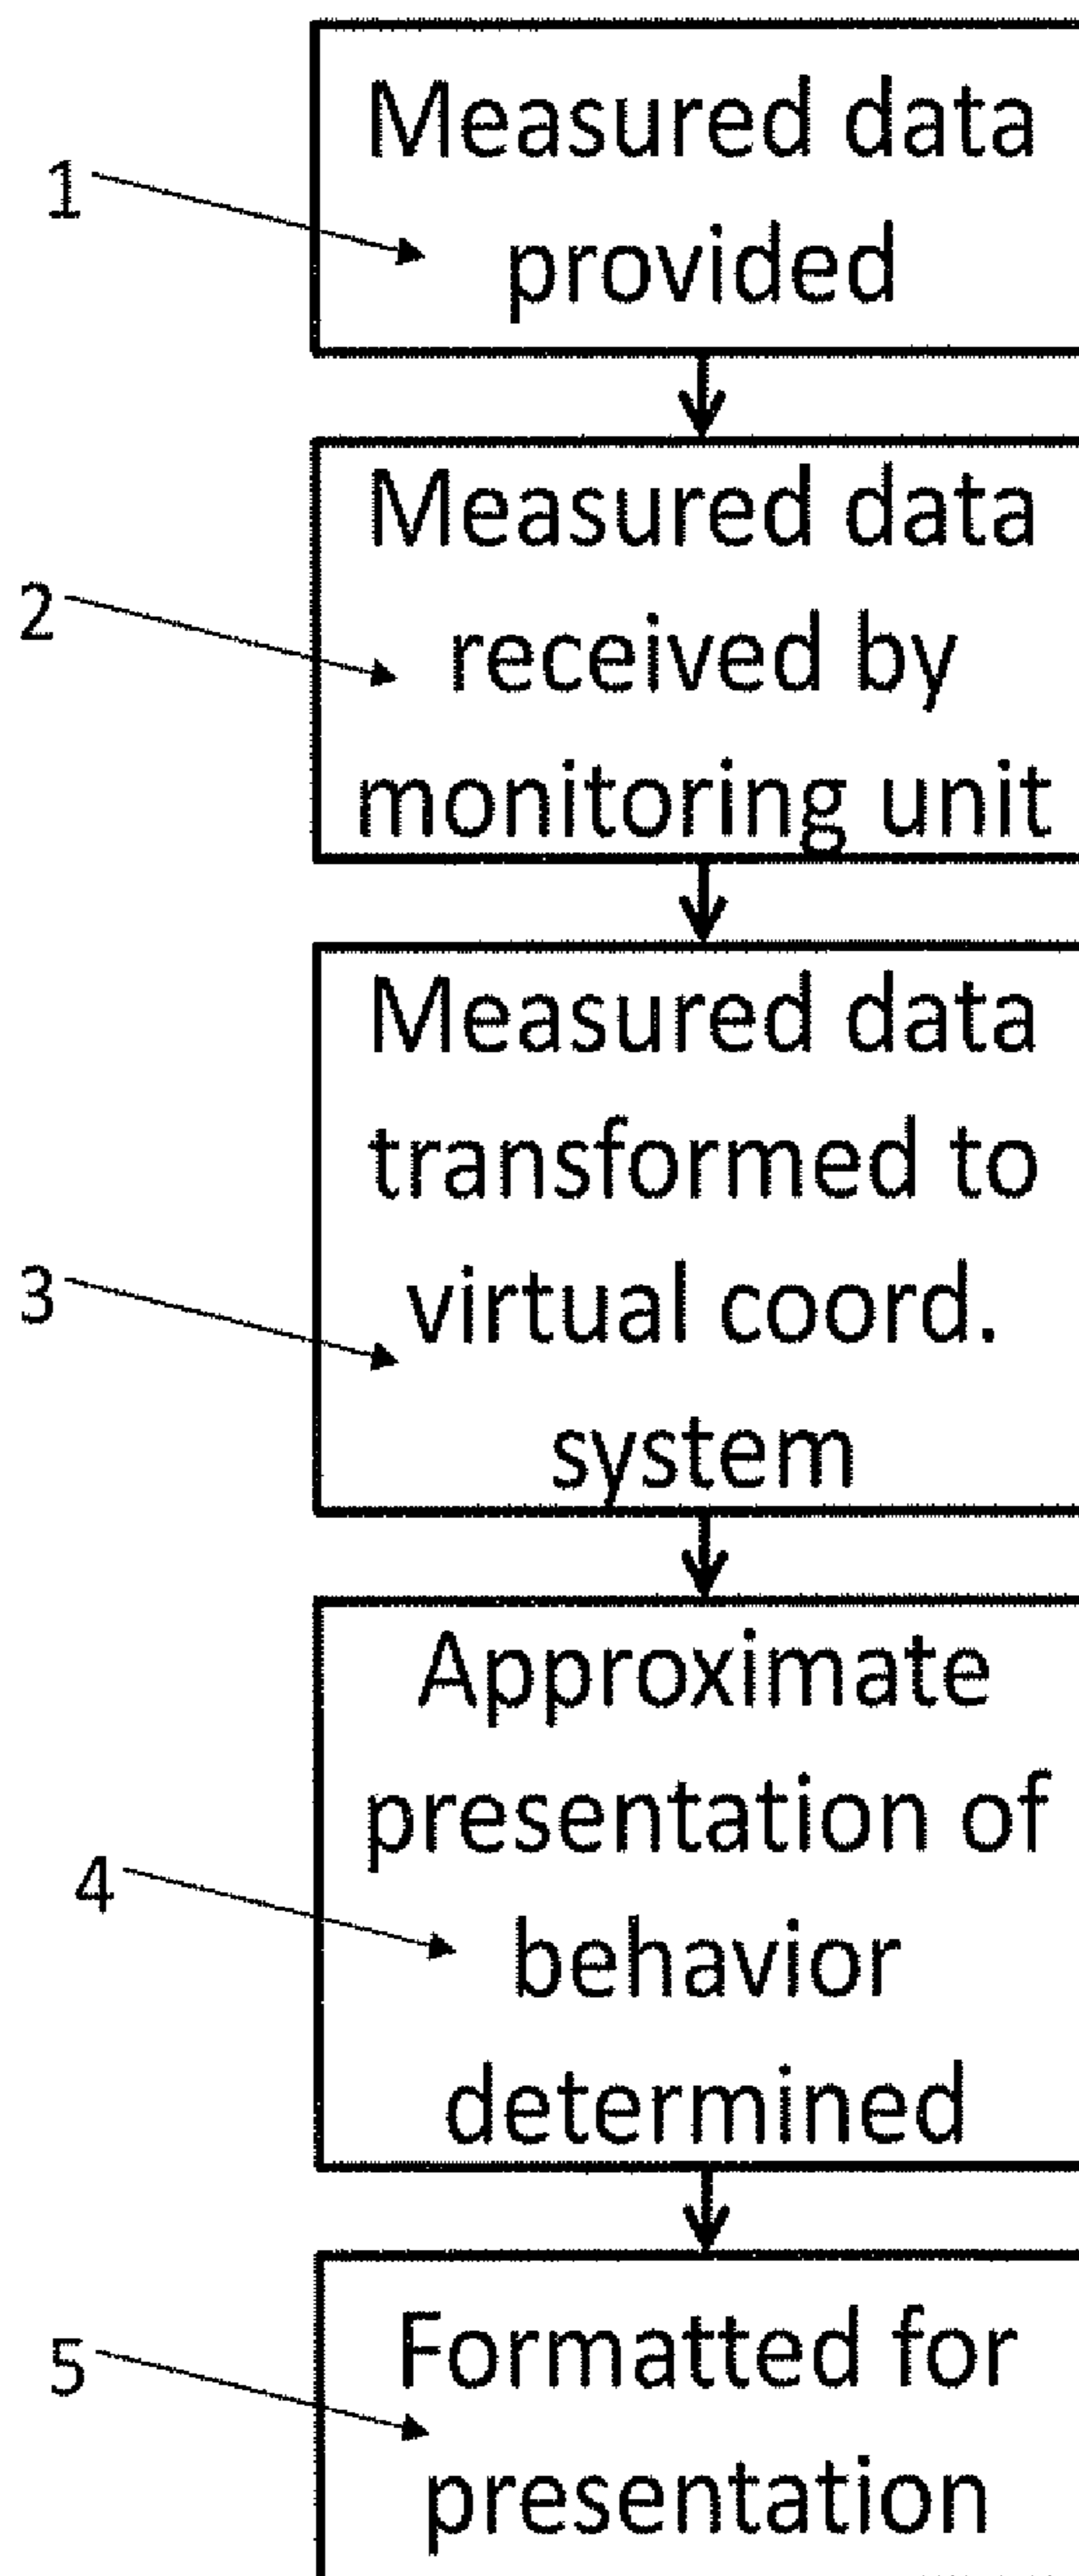 Measured data
1
provided
Measured data
2
received by
monitoring unit
Measured data
transformed to
3
virtual coord.
system
Approximate
presentation of
4
behavior
determined
Formatted for
5
presentation